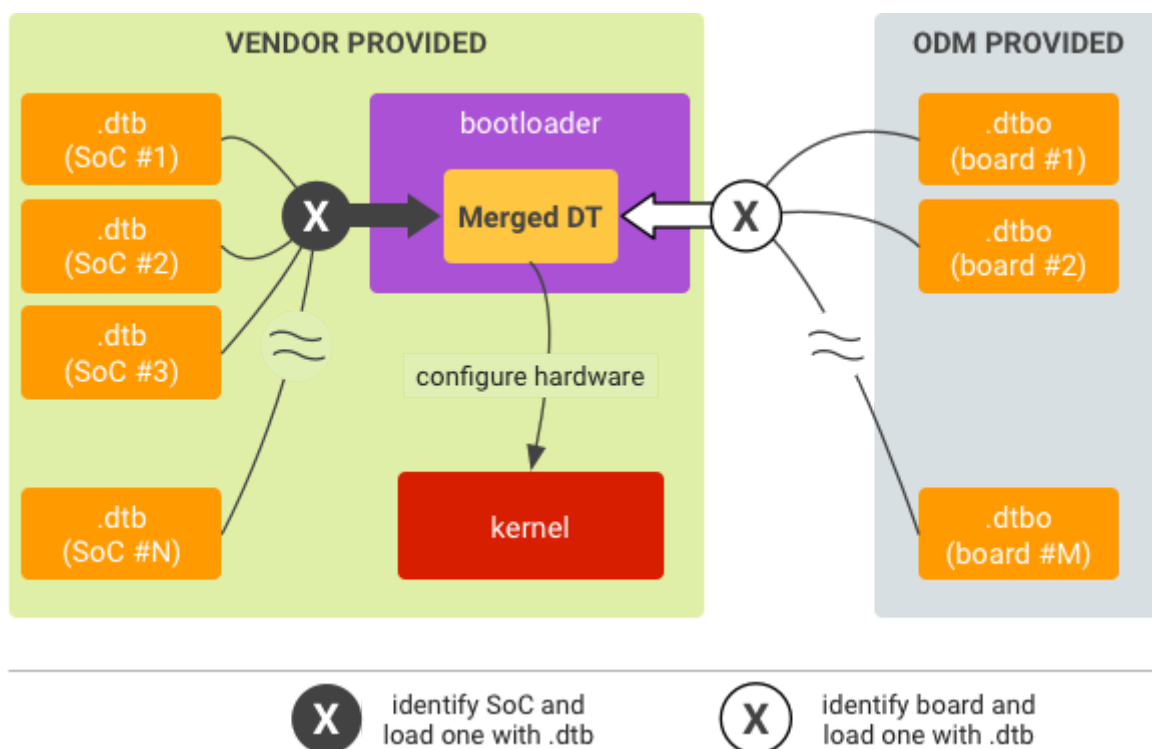 VENDOR PROVIDED
ODM PROVIDED
.dtb
(SoC #1)
.dtb
(SoC #2)
.dtb
(SoC #3)
.dtb
(SoC #N)
X
bootloader
Merged DT
configure hardware
kernel
X
.dtbo
(board #1)
.dtbo
(board #2)
.dtbo
(board #M)
X
identify SoC and
load one with .dtb
X
identify board and
load one with .dtb